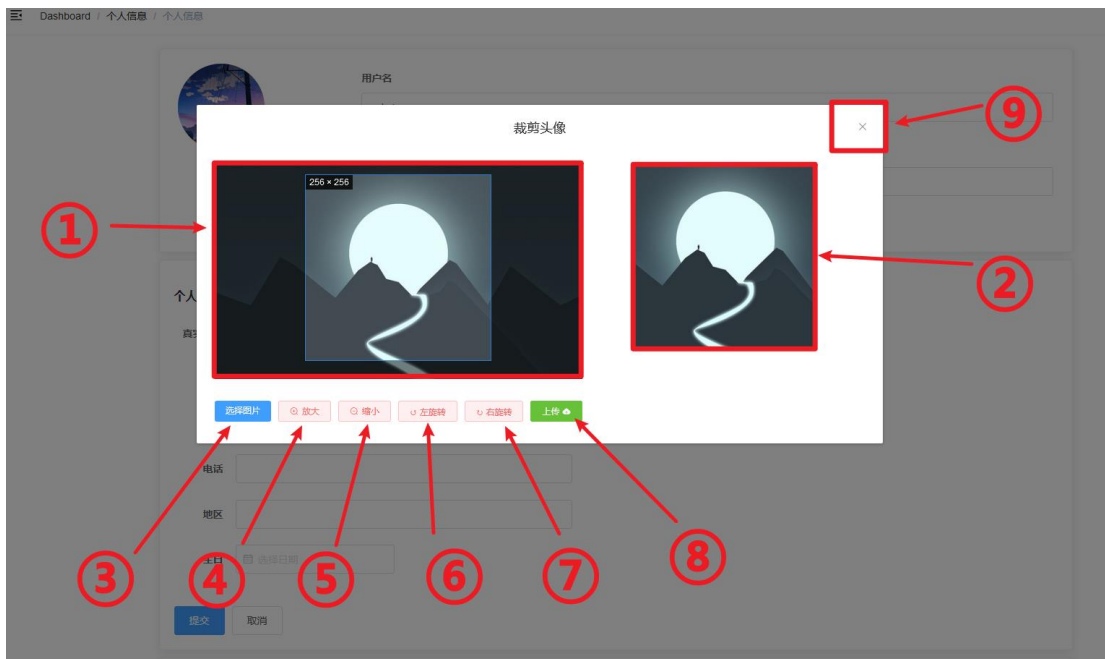 Dashboard / 个人信息 / 个人信息
用户名
裁剪头像
⑨
256 × 256
①
②
个人
真实
选择图片 放大 缩小 左旋转 右旋转 上传
电话
地区
生日 选择日期
③ ④ ⑤ ⑥ ⑦ ⑧
提交 取消